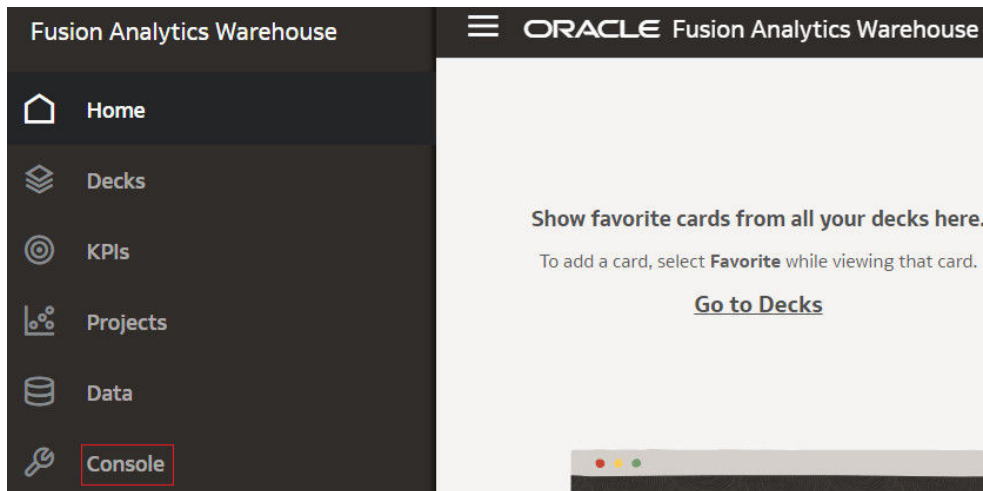 Fusion Analytics Warehouse
Home
Decks
KPIs
Projects
Data
Console
ORACLE Fusion Analytics Warehouse
Show favorite cards from all your decks here.
To add a card, select Favorite while viewing that card.
Go to Decks